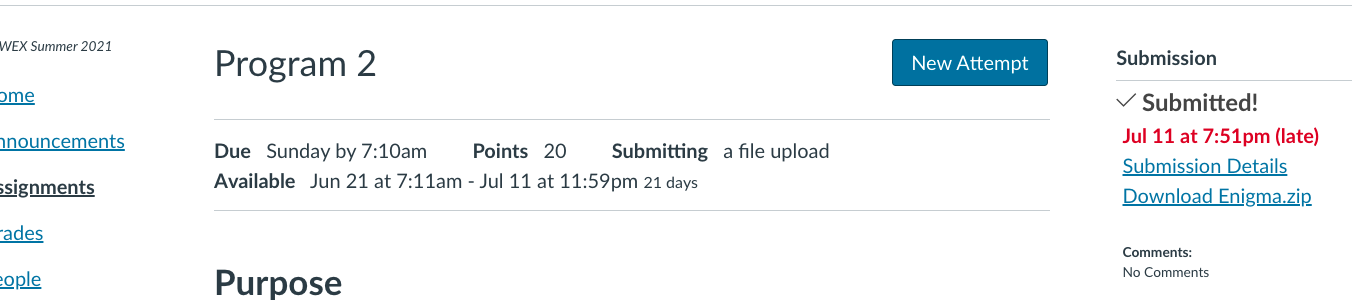 WEX Summer 2021
ome
nnouncements
ssignments
rades
eople
Program 2
New Attempt
Due Sunday by 7:10am Points 20 Submitting a file upload
Available Jun 21 at 7:11am - Jul 11 at 11:59pm 21 days
Purpose
Submission
Submitted!
Jul 11 at 7:51pm (late)
Submission Details
Download Enigma.zip
Comments:
No Comments